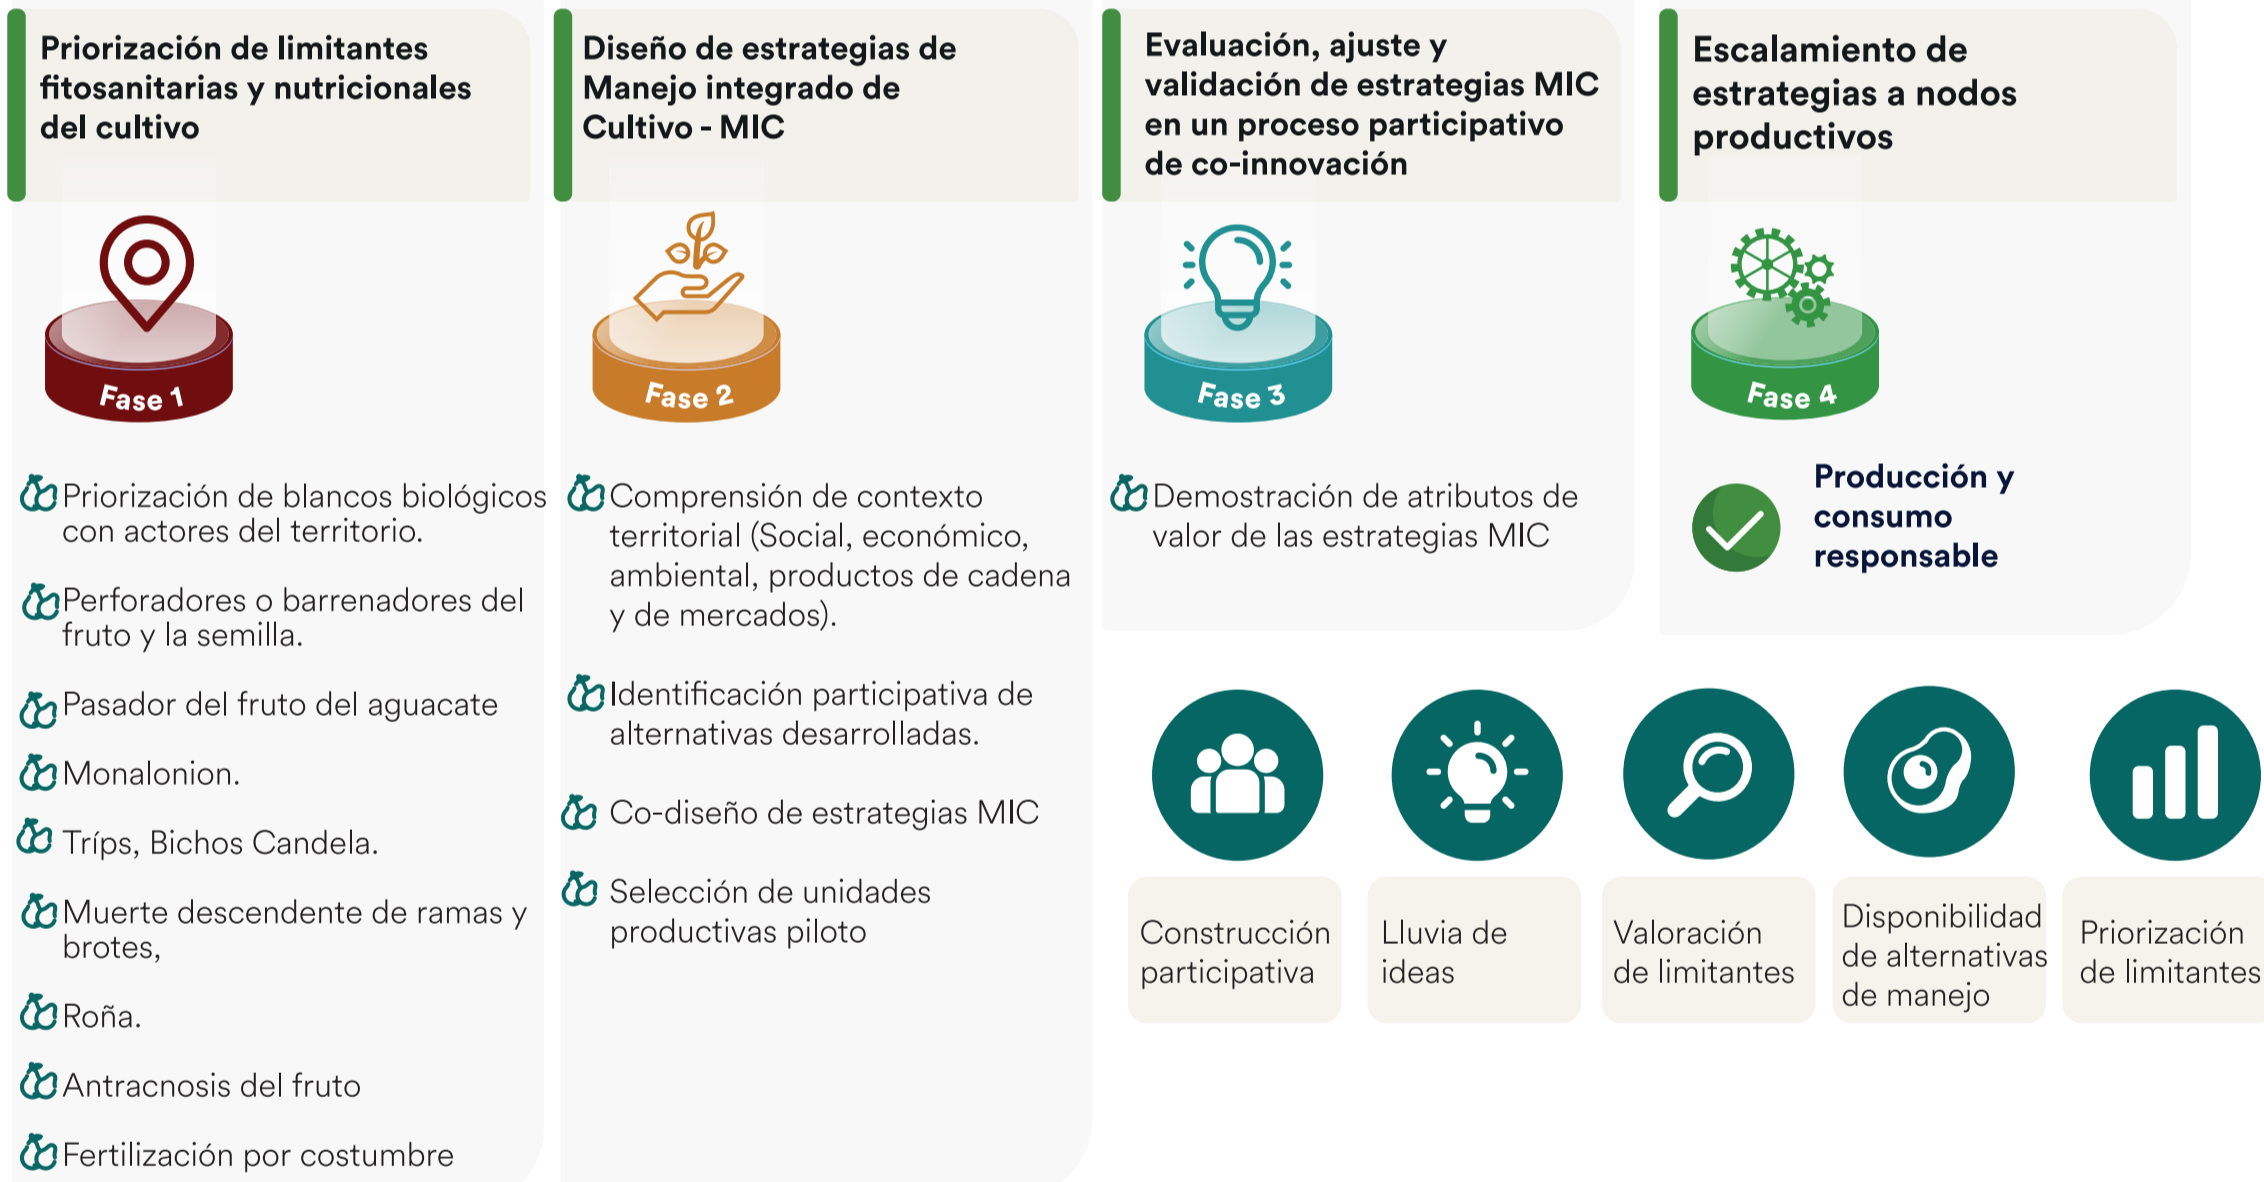 Priorización de limitantes
fitosanitarias y nutricionales
del cultivo
Fase 1
Priorización de blancos biológicos
con actores del territorio.
Perforadores o barrenadores del
fruto y la semilla.
Pasador del fruto del aguacate
Monalonion.
Tríps, Bichos Candela.
Muerte descendente de ramas y
brotes,
Roña.
Antracnosis del fruto
Fertilización por costumbre
Diseño de estrategias de
Manejo integrado de
Cultivo - MIC
Fase 2
Comprensión de contexto
territorial (Social, económico,
ambiental, productos de cadena
y de mercados).
Identificación participativa de
alternativas desarrolladas.
Co-diseño de estrategias MIC
Selección de unidades
productivas piloto
Evaluación, ajuste y
validación de estrategias MIC
en un proceso participativo
de co-innovación
Fase 3
Demostración de atributos de
valor de las estrategias MIC
Escalamiento de
estrategias a nodos
productivos
Fase 4
Producción y
consumo
responsable
Construcción
participativa
Lluvia de
ideas
Valoración
de limitantes
Disponibilidad
de alternativas
de manejo
Priorización
de limitantes